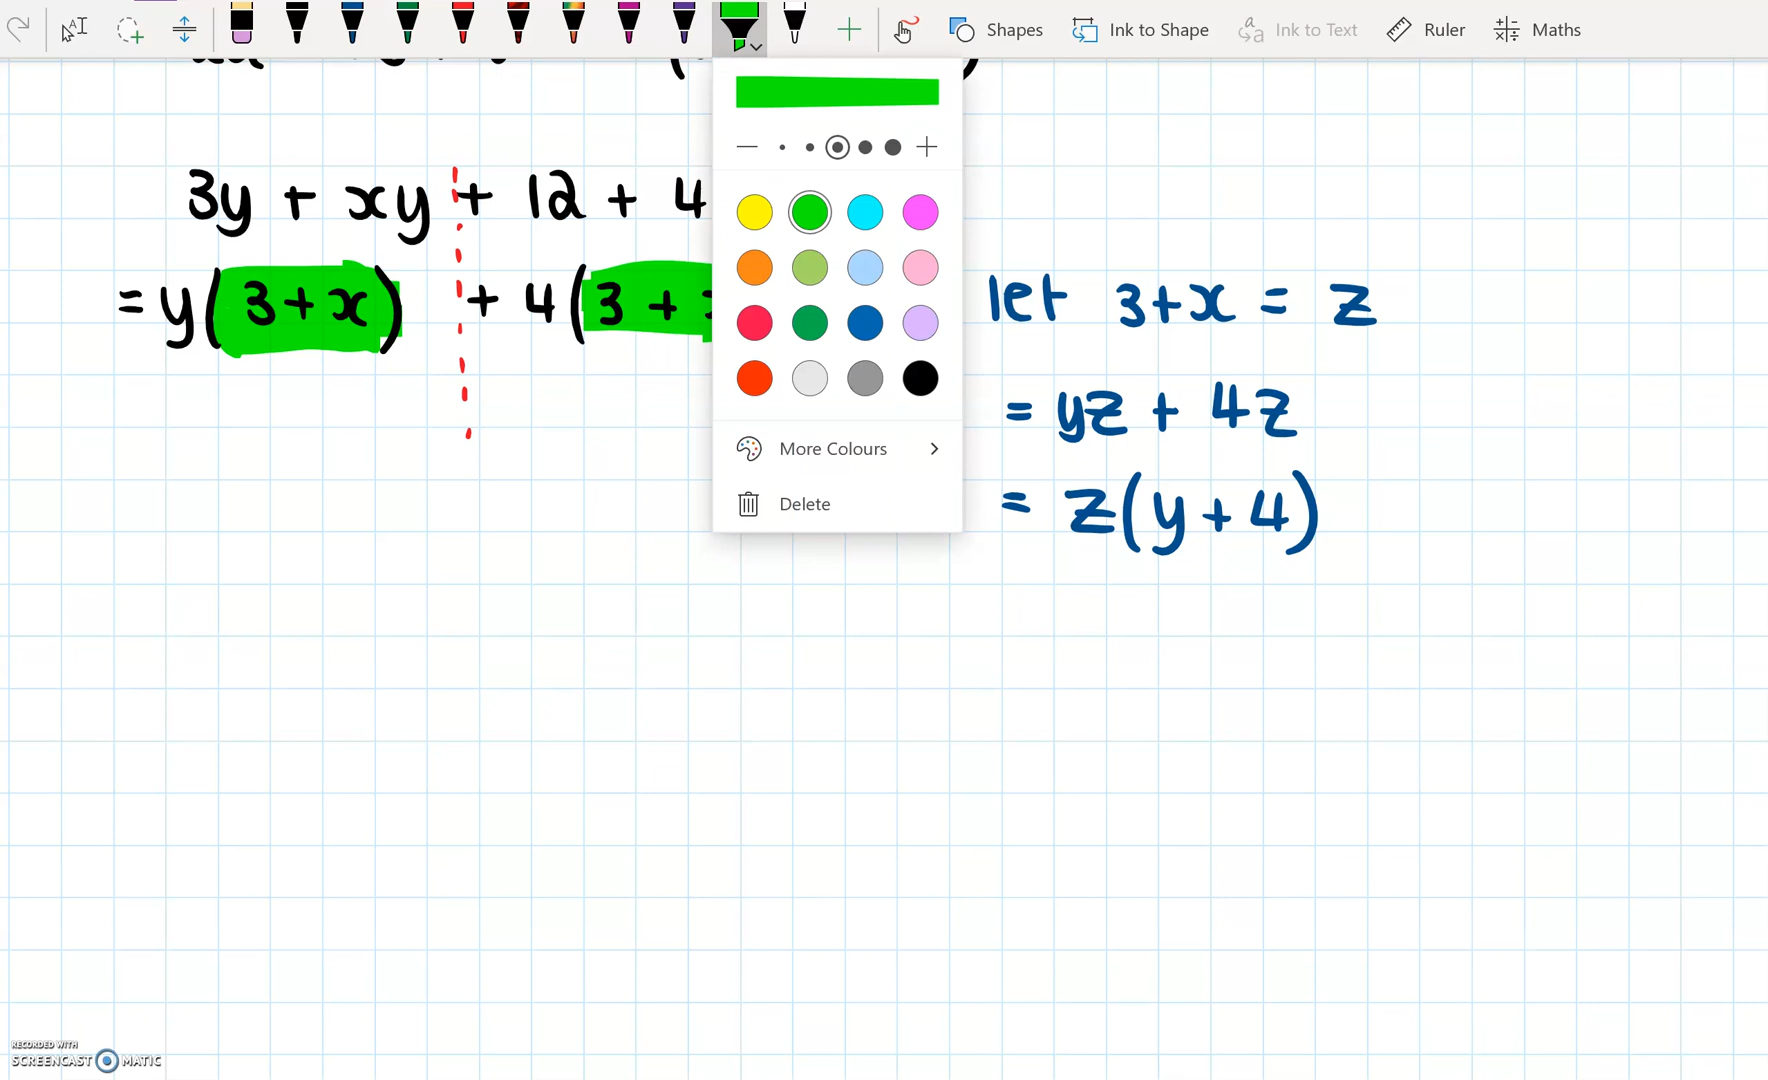 Shapes Ink to Shape Ink to Text Ruler Maths
3y + xy + 12 + 4
= y(3+x) + 4(3 +
More Colours
Delete
let 3+x = z
= yz + 4z
= z(y+4)
RECORDED WITH
SCREENCAST MATIC